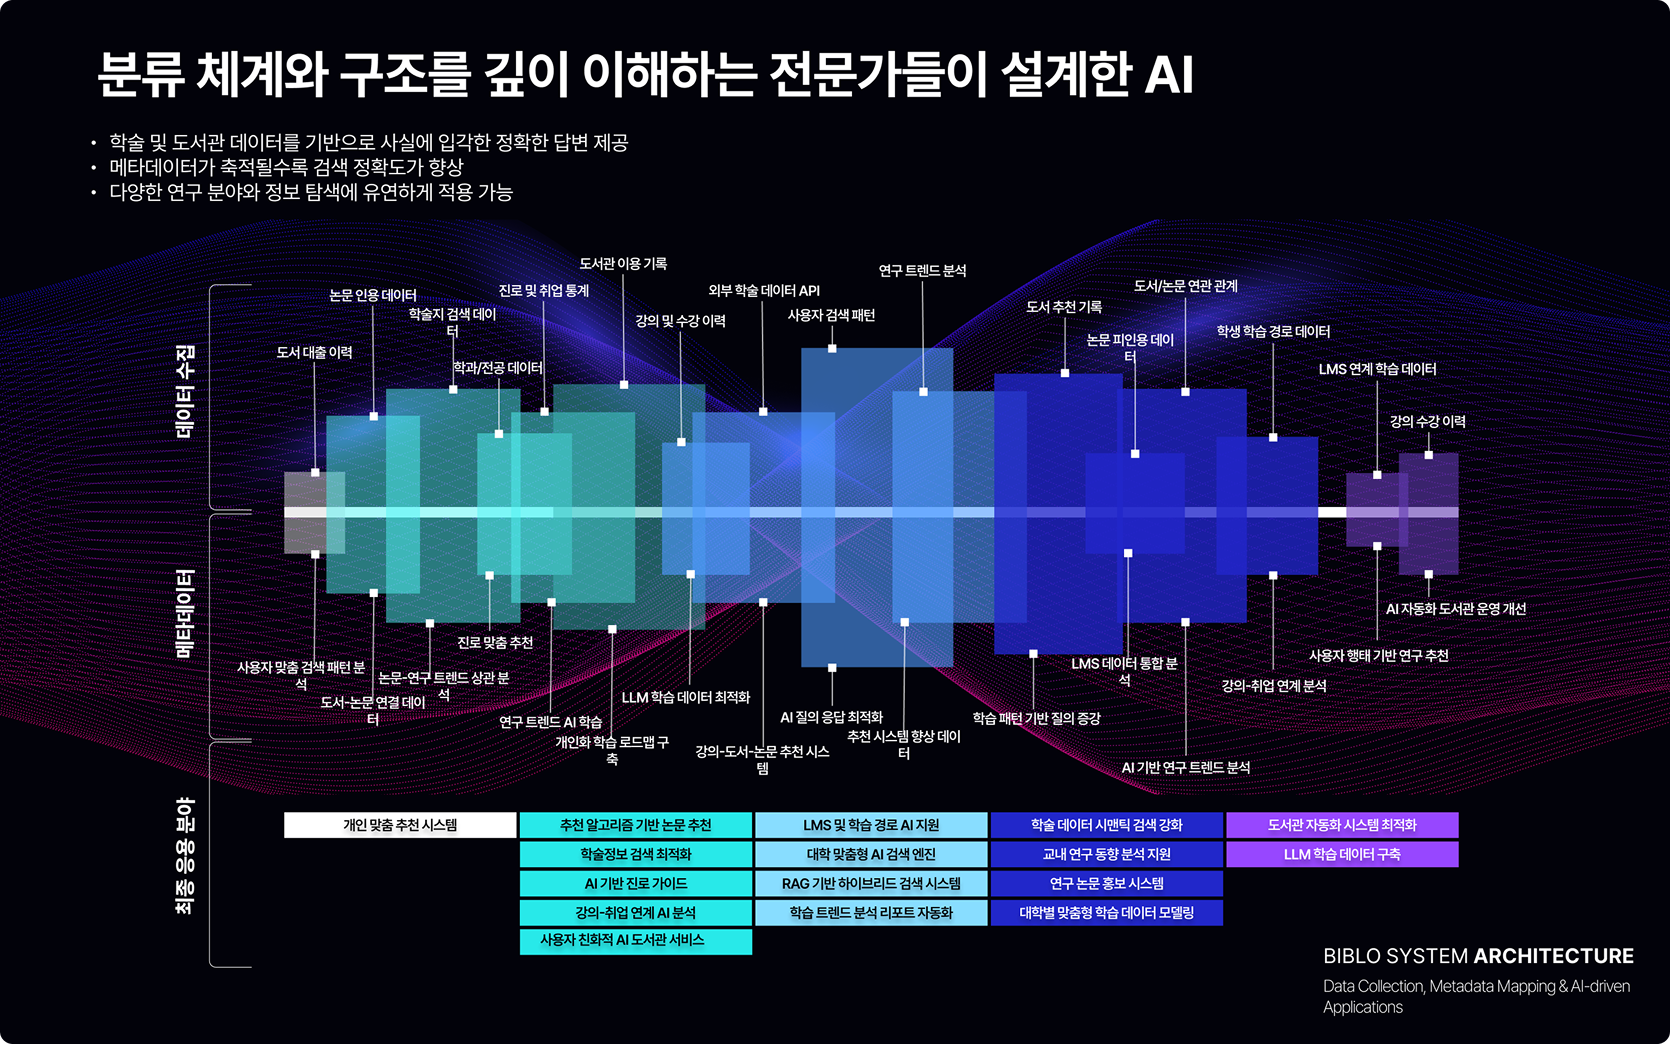 분류 체계와 구조를 깊이 이해하는 전문가들이 설계한 AI
• 학술 및 도서관 데이터를 기반으로 사실에 입각한 정확한 답변 제공
• 메타데이터가 축적될수록 검색 정확도가 향상
• 다양한 연구 분야와 정보 탐색에 유연하게 적용 가능
데이터 수집
도서 대출 이력
논문 인용 데이터
학술지 검색 데이
터
학과/전공 데이터
진로 및 취업 통계
도서관 이용 기록
강의 및 수강 이력
외부 학술 데이터 API
사용자 검색 패턴
연구 트렌드 분석
도서 추천 기록
논문 피인용 데이
터
도서/논문 연관 관계
학생 학습 경로 데이터
LMS 연계 학습 데이터
강의 수강 이력
메타데이터
사용자 맞춤 검색 패턴 분
석
도서-논문 연결 데이
터
논문-연구 트렌드 상관 분
석
진로 맞춤 추천
연구 트렌드 AI 학습
개인화 학습 로드맵 구
축
LLM 학습 데이터 최적화
강의-도서-논문 추천 시스
템
AI 질의 응답 최적화
추천 시스템 향상 데이
터
학습 패턴 기반 질의 증강
LMS 데이터 통합 분
석
AI 기반 연구 트렌드 분석
강의-취업 연계 분석
사용자 행태 기반 연구 추천
AI 자동화 도서관 운영 개선
최종 응용 분야
개인 맞춤 추천 시스템
추천 알고리즘 기반 논문 추천
학술정보 검색 최적화
AI 기반 진로 가이드
강의-취업 연계 AI 분석
사용자 친화적 AI 도서관 서비스
LMS 및 학습 경로 AI 지원
대학 맞춤형 AI 검색 엔진
RAG 기반 하이브리드 검색 시스템
학습 트렌드 분석 리포트 자동화
학술 데이터 시맨틱 검색 강화
교내 연구 동향 분석 지원
연구 논문 홍보 시스템
대학별 맞춤형 학습 데이터 모델링
도서관 자동화 시스템 최적화
LLM 학습 데이터 구축
BIBLO SYSTEM ARCHITECTURE
Data Collection, Metadata Mapping & AI-driven
Applications